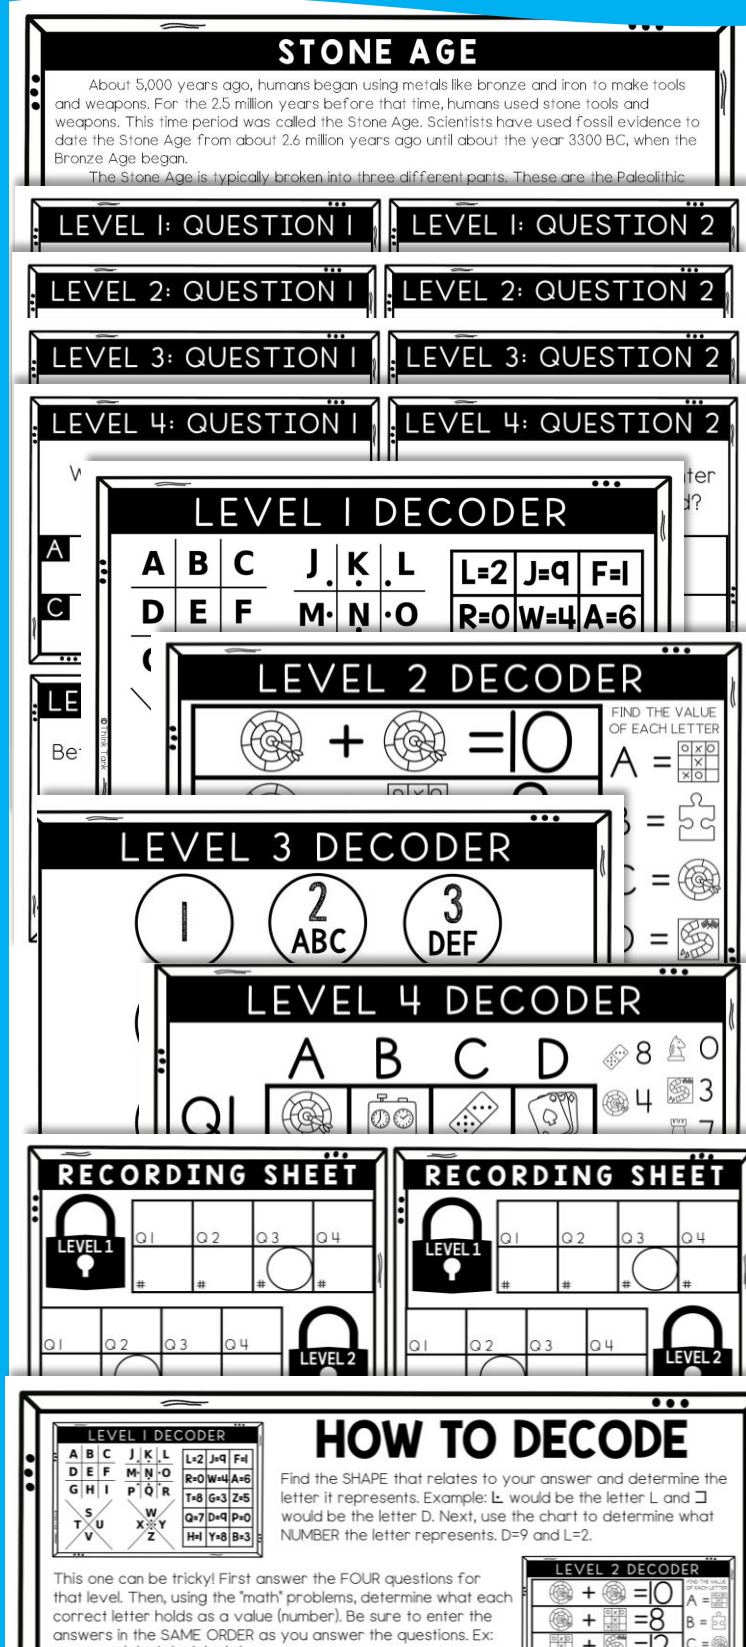 STONE AGE
About 5,000 years ago, humans began using metals like bronze and iron to make tools
and weapons. For the 2.5 million years before that time, humans used stone tools and
weapons. This time period was called the Stone Age. Scientists have used fossil evidence to
date the Stone Age from about 2.6 million years ago until about the year 3300 BC, when the
Bronze Age began.
The Stone Age is typically broken into three different parts. These are the Paleolithic
LEVEL 1: QUESTION 1
LEVEL 1: QUESTION 2
LEVEL 2: QUESTION 1
LEVEL 2: QUESTION 2
LEVEL 3: QUESTION 1
LEVEL 3: QUESTION 2
LEVEL 4: QUESTION 1
LEVEL 4: QUESTION 2
A
C
LE
Be
© Think Tank
LEVEL 1 DECODER
A B C
D E F
J K L
M N O
L=2 J=9 F=1
R=0 W=4 A=6
LEVEL 2 DECODER
+ =10
FIND THE VALUE
OF EACH LETTER
A =
B =
C =
D =
LEVEL 3 DECODER
1 2 3
ABC DEF
LEVEL 4 DECODER
A B C D
Q1
8 0
4 3
7
RECORDING SHEET
LEVEL 1
Q1 Q2 Q3 Q4
# # # #
Q1 Q2 Q3 Q4
LEVEL 2
RECORDING SHEET
LEVEL 1
Q1 Q2 Q3 Q4
# # # #
Q1 Q2 Q3 Q4
LEVEL 2
HOW TO DECODE
LEVEL 1 DECODER
A B C
D E F
G H I
J K L
M N O
P Q R
S
T U
V
W
X Y
Z
L=2 J=9 F=1
R=0 W=4 A=6
T=8 G=3 Z=5
Q=7 D=9 P=0
H=1 Y=8 B=3
Find the SHAPE that relates to your answer and determine the
letter it represents. Example: would be the letter L and
would be the letter D. Next, use the chart to determine what
NUMBER the letter represents. D=9 and L=2.
This one can be tricky! First answer the FOUR questions for
that level. Then, using the "math" problems, determine what each
correct letter holds as a value (number). Be sure to enter the
answers in the SAME ORDER as you answer the questions. Ex:
LEVEL 2 DECODER
+ =10
+ =8
FIND THE VALUE
OF EACH LETTER
A =
B =
C =